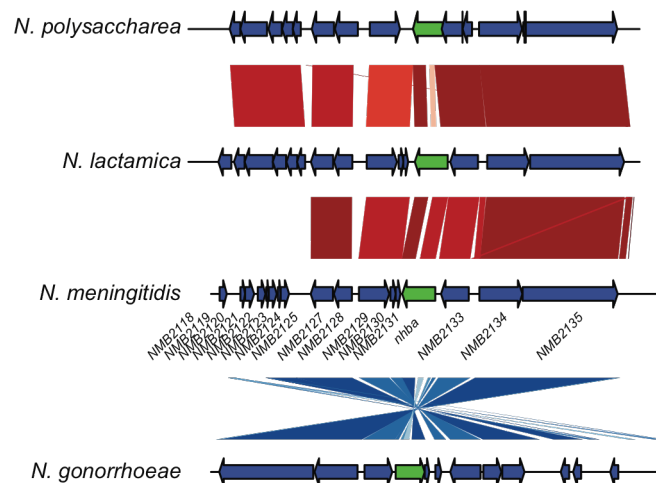 N. polysaccharea
N. lactamica
N. meningitidis
NMB2118
NMB2119
NMB2120
NMB2121
NMB2122
NMB2123
NMB2124
NMB2125
NMB2127
NMB2128
NMB2129
NMB2130
NMB2131
nhba
NMB2133
NMB2134
NMB2135
N. gonorrhoeae